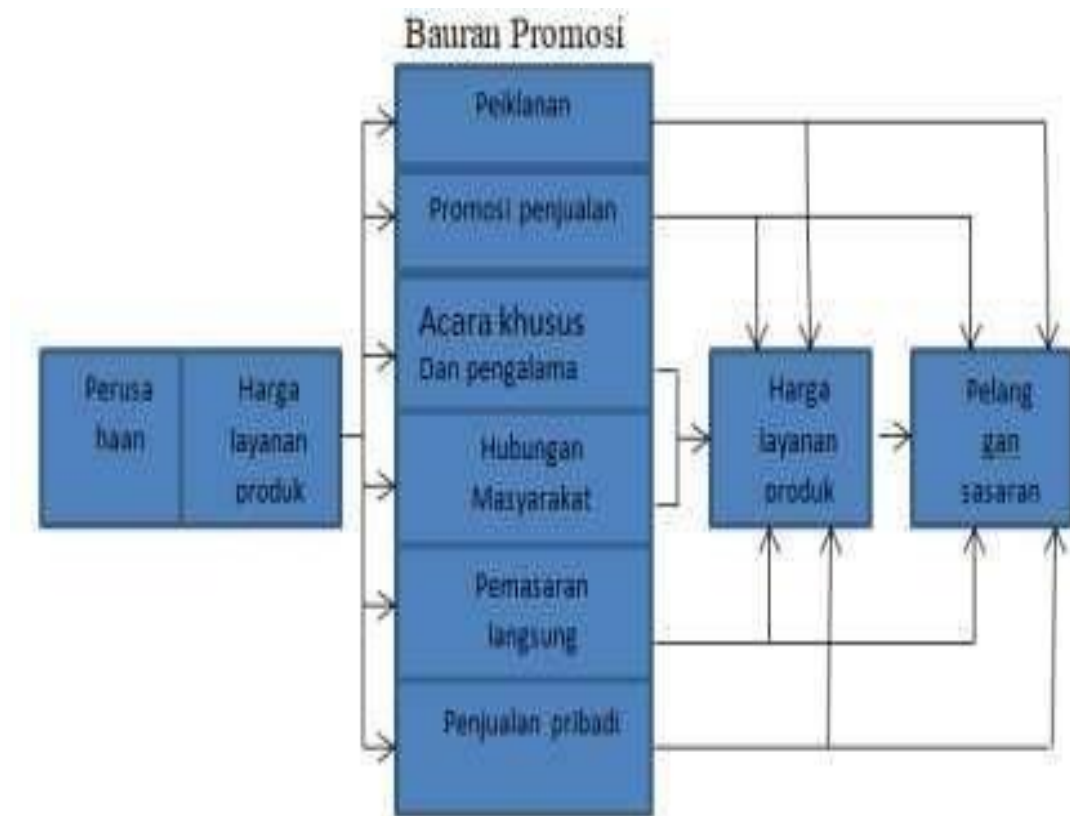 Bauran Promosi
Peiklanan
Promosi penjualan
Acara khusus
Dan pengalama
Hubungan
Masyarakat
Pemasaran
langsung
Penjualan pribadi
Perusa
haan
Harga
layanan
produk
Harga
layanan
produk
Pelang
gan
sasaran